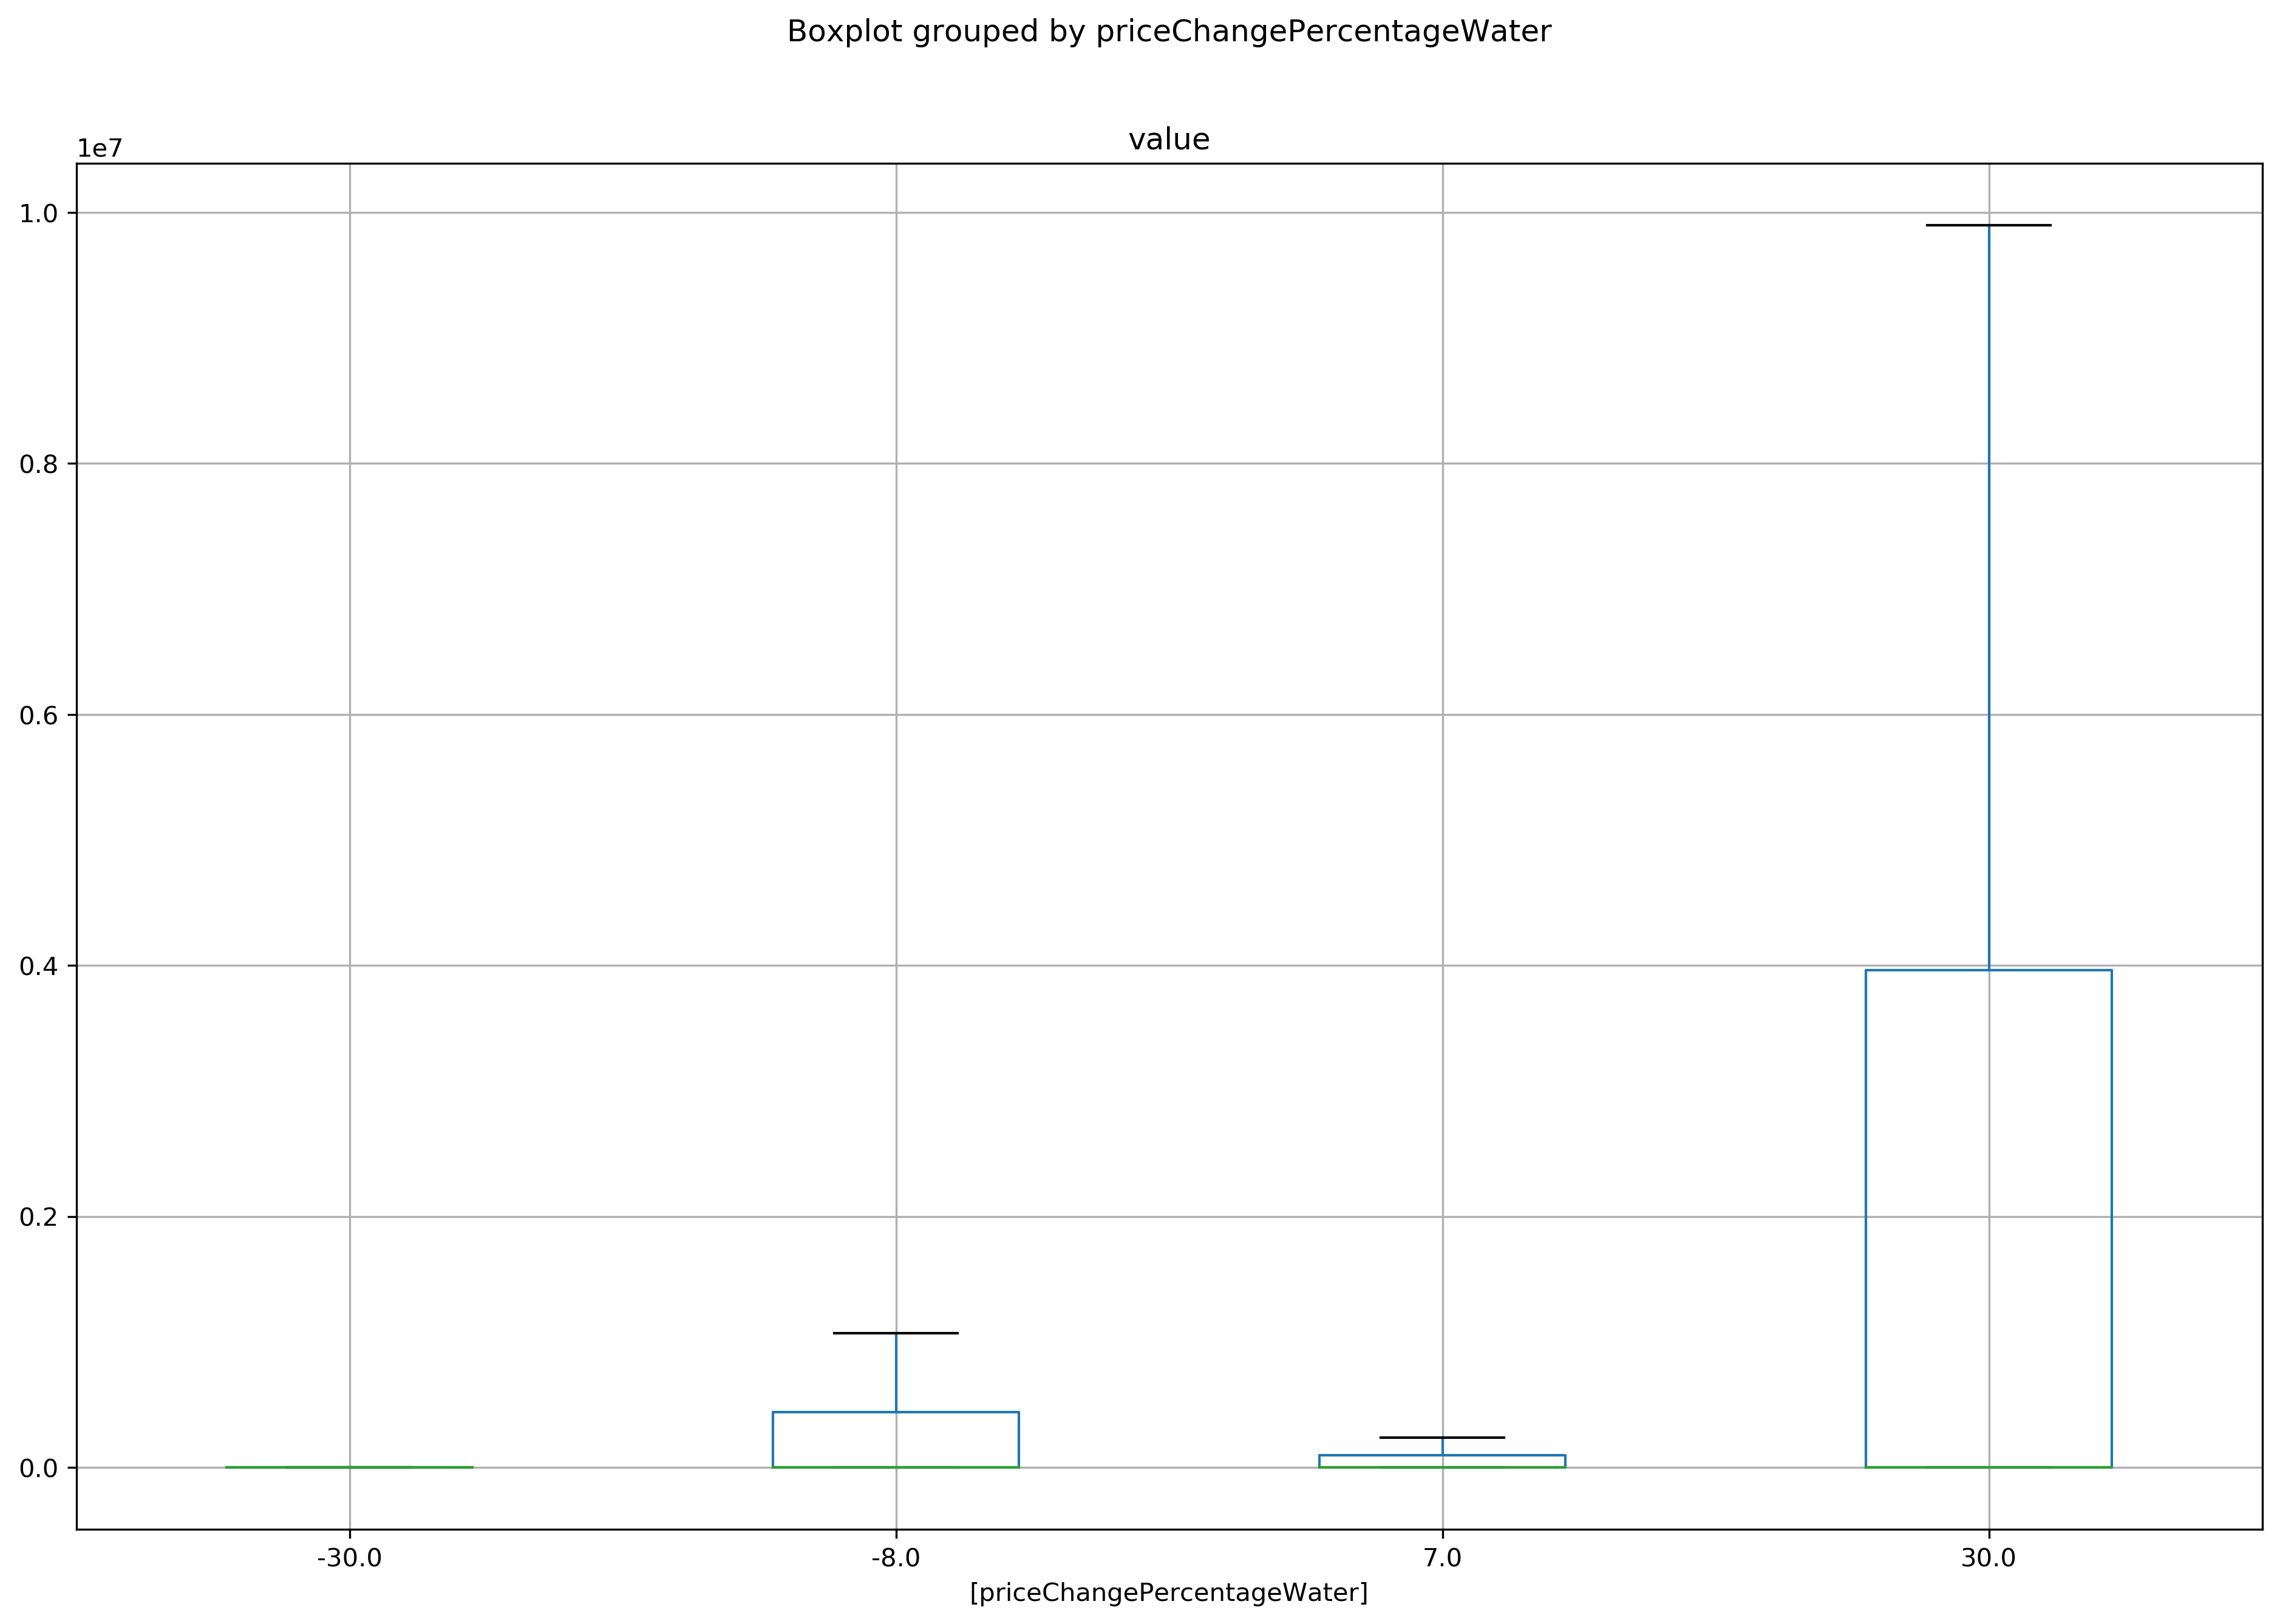 Boxplot grouped by priceChangePercentageWater
value
1e7
1.0
0.8
0.6
0.4
0.2
0.0
-30.0 -8.0 7.0 30.0
[priceChangePercentageWater]